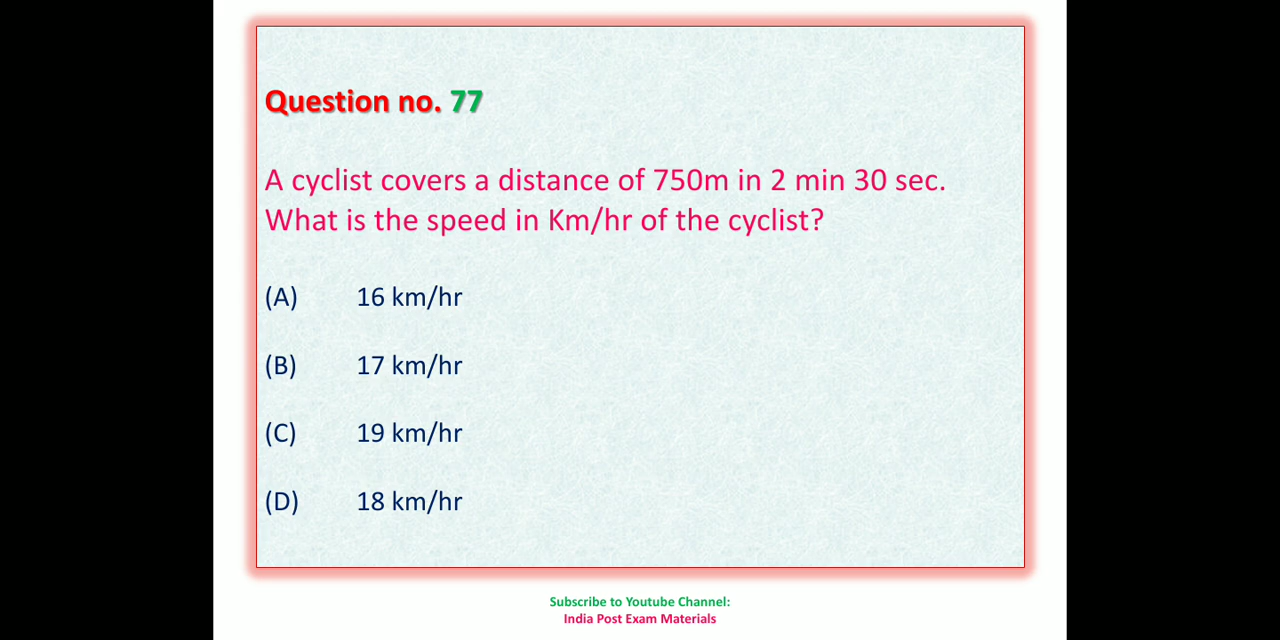 Question no. 77
A cyclist covers a distance of 750m in 2 min 30 sec.
What is the speed in Km/hr of the cyclist?
(A) 16 km/hr
(B) 17 km/hr
(C) 19 km/hr
(D) 18 km/hr
Subscribe to Youtube Channel:
India Post Exam Materials